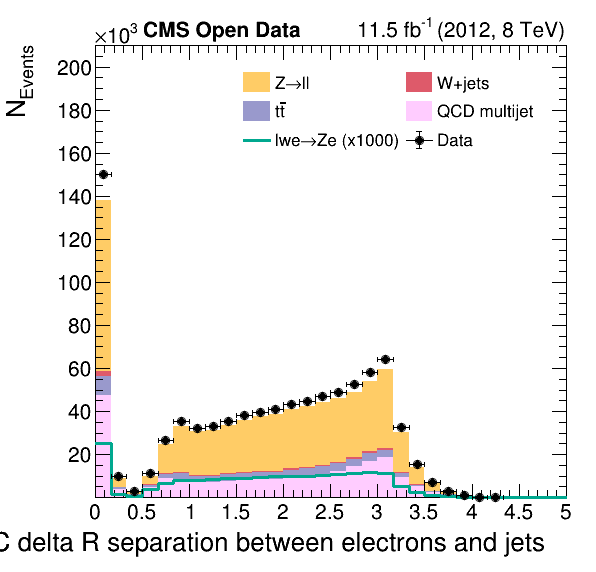 ×10³ CMS Open Data 11.5 fb⁻¹ (2012, 8 TeV)
N_Events
200
180
160
140
120
100
80
60
40
20
Z→ll W+jets
tt̄ QCD multijet
lwe→Ze (x1000) Data
0 0.5 1 1.5 2 2.5 3 3.5 4 4.5 5
delta R separation between electrons and jets